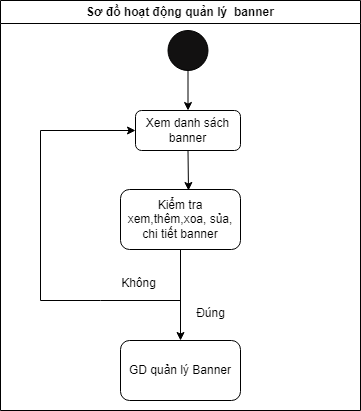 Sơ đồ hoạt động quản lý banner
Xem danh sách
banner
Kiểm tra
xem,thêm,xoa, sủa,
chi tiết banner
Không
Đúng
GD quản lý Banner